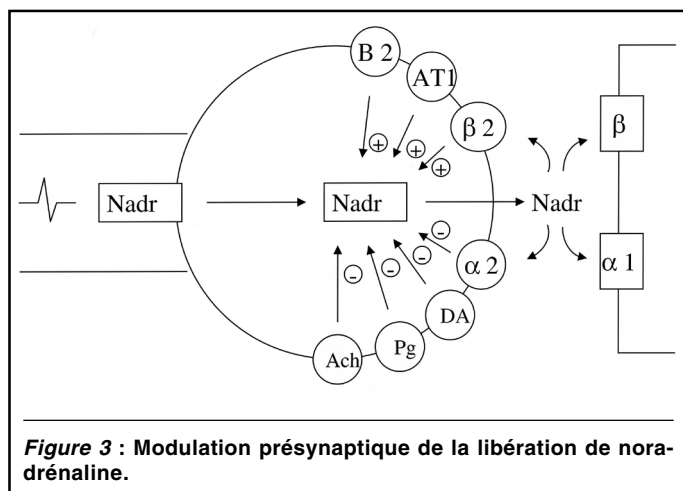 B 2
AT1
β 2
β
+
+
+
Nadr
Nadr
Nadr
-
-
-
-
α 2
α 1
DA
Pg
Ach
Figure 3 : Modulation présynaptique de la libération de nora-
drénaline.